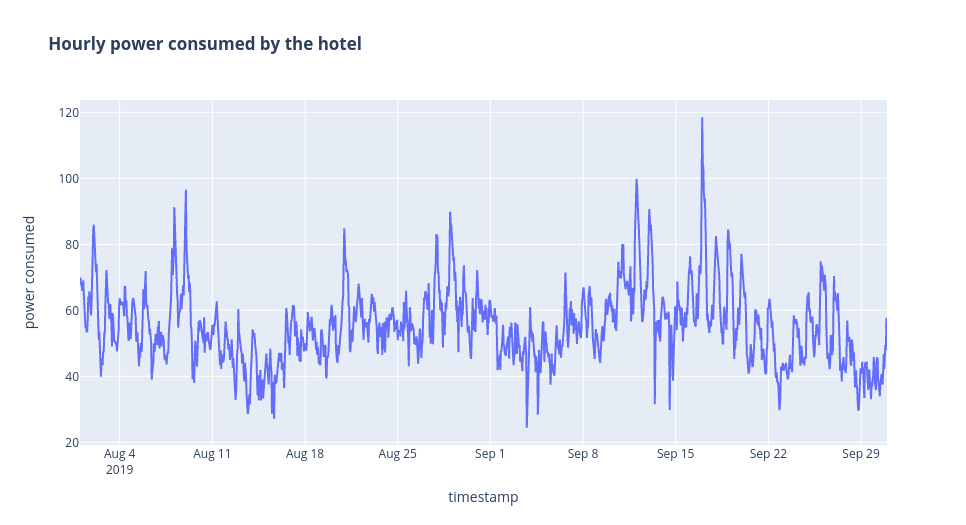 Hourly power consumed by the hotel
power consumed
120
100
80
60
40
20
Aug 4
2019
Aug 11
Aug 18
Aug 25
Sep 1
Sep 8
Sep 15
Sep 22
Sep 29
timestamp